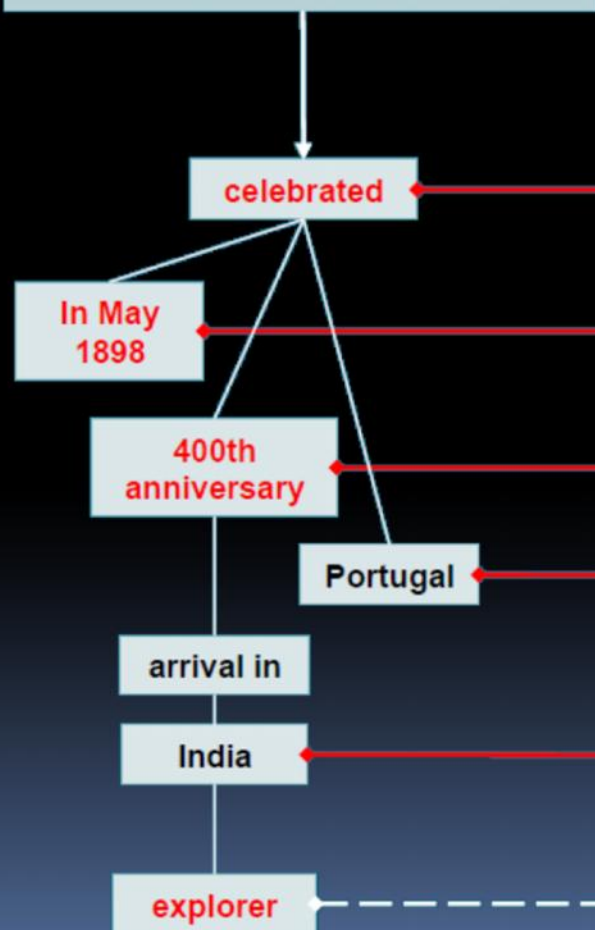 celebrated
In May
1898
400th
anniversary
Portugal
arrival in
India
explorer